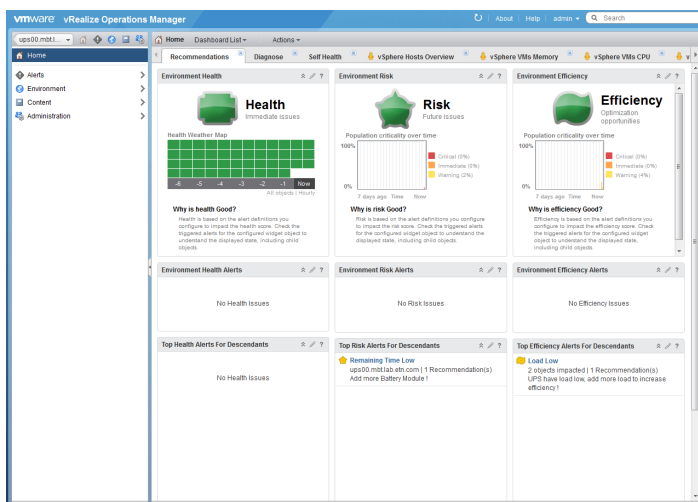 vmware vRealize Operations Manager
About Help admin Search
ups00.mbt.l...
Home Dashboard List Actions
Home
Recommendations Diagnose Self Health vSphere Hosts Overview vSphere VMs Memory vSphere VMs CPU v
Alerts
Environment
Content
Administration
Environment Health ?
Health
Immediate issues
Health Weather Map
-6 -5 -4 -3 -2 -1 Now
All objects | Hourly
Why is health Good?
Health is based on the alert definitions you
configure to impact the health score. Check the
triggered alerts for the configured widget object to
understand the displayed state, including child
objects.
Environment Risk ?
Risk
Future issues
Population criticality over time
100%
Critical (0%)
Immediate (0%)
Warning (2%)
0%
7 days ago Time Now
Why is risk Good?
Risk is based on the alert definitions you configure
to impact the risk score. Check the triggered
alerts for the configured widget object to
understand the displayed state, including child
objects.
Environment Efficiency ?
Efficiency
Optimization
opportunities
Population criticality over time
100%
Critical (0%)
Immediate (0%)
Warning (4%)
0%
7 days ago Time Now
Why is efficiency Good?
Efficiency is based on the alert definitions you
configure to impact the efficiency score. Check
the triggered alerts for the configured widget
object to understand the displayed state,
including child objects.
Environment Health Alerts ?
No Health Issues
Environment Risk Alerts ?
No Risk Issues
Environment Efficiency Alerts ?
No Efficiency Issues
Top Health Alerts For Descendants ?
No Health Issues
Top Risk Alerts For Descendants ?
Remaining Time Low
ups00.mbt.lab.etn.com | 1 Recommendation(s)
Add more Battery Module !
Top Efficiency Alerts For Descendants ?
Load Low
2 objects impacted | 1 Recommendation(s)
UPS have load low, add more load to increase
efficiency !